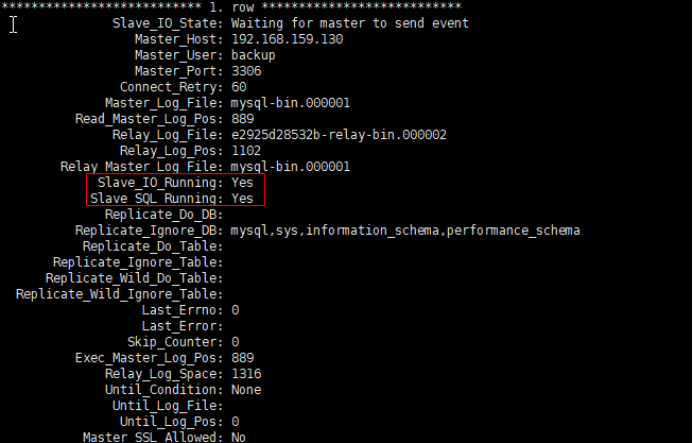 *************************** 1. row ***************************
Slave_IO_State: Waiting for master to send event
Master_Host: 192.168.159.130
Master_User: backup
Master_Port: 3306
Connect_Retry: 60
Master_Log_File: mysql-bin.000001
Read_Master_Log_Pos: 889
Relay_Log_File: e2925d28532b-relay-bin.000002
Relay_Log_Pos: 1102
Relay_Master_Log_File: mysql-bin.000001
Slave_IO_Running: Yes
Slave_SQL_Running: Yes
Replicate_Do_DB:
Replicate_Ignore_DB: mysql,sys,information_schema,performance_schema
Replicate_Do_Table:
Replicate_Ignore_Table:
Replicate_Wild_Do_Table:
Replicate_Wild_Ignore_Table:
Last_Errno: 0
Last_Error:
Skip_Counter: 0
Exec_Master_Log_Pos: 889
Relay_Log_Space: 1316
Until_Condition: None
Until_Log_File:
Until_Log_Pos: 0
Master_SSL_Allowed: No